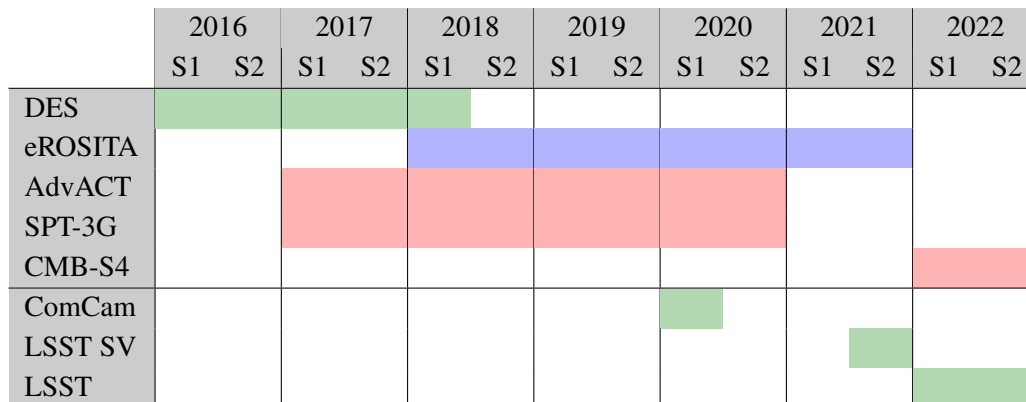 2016 2017 2018 2019 2020 2021 2022
S1 S2 S1 S2 S1 S2 S1 S2 S1 S2 S1 S2 S1 S2
DES
eROSITA
AdvACT
SPT-3G
CMB-S4
ComCam
LSST SV
LSST